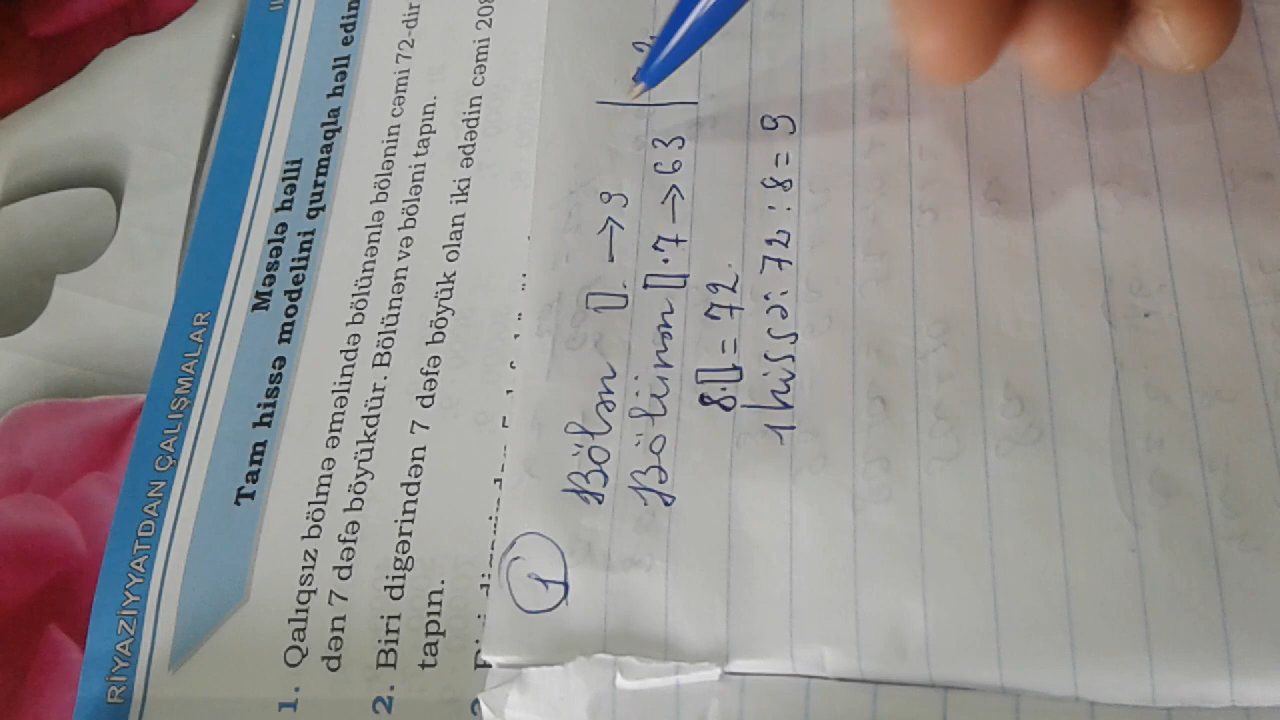 RİYAZİYYATDAN ÇALIŞMALAR
Məsələ həlli
Tam hissə modelini qurmaqla həll edin
1. Qalıqsız bölmə əməlində bölünənlə bölənin cəmi 72-dir
dən 7 dəfə böyükdür. Bölünən və böləni tapın.
2. Biri digərindən 7 dəfə böyük olan iki ədədin cəmi 208
tapın.
1
Bölən []. → 9
Bölünən []·7 → 63
8·[] = 72.
1 hissə: 72 : 8 = 9